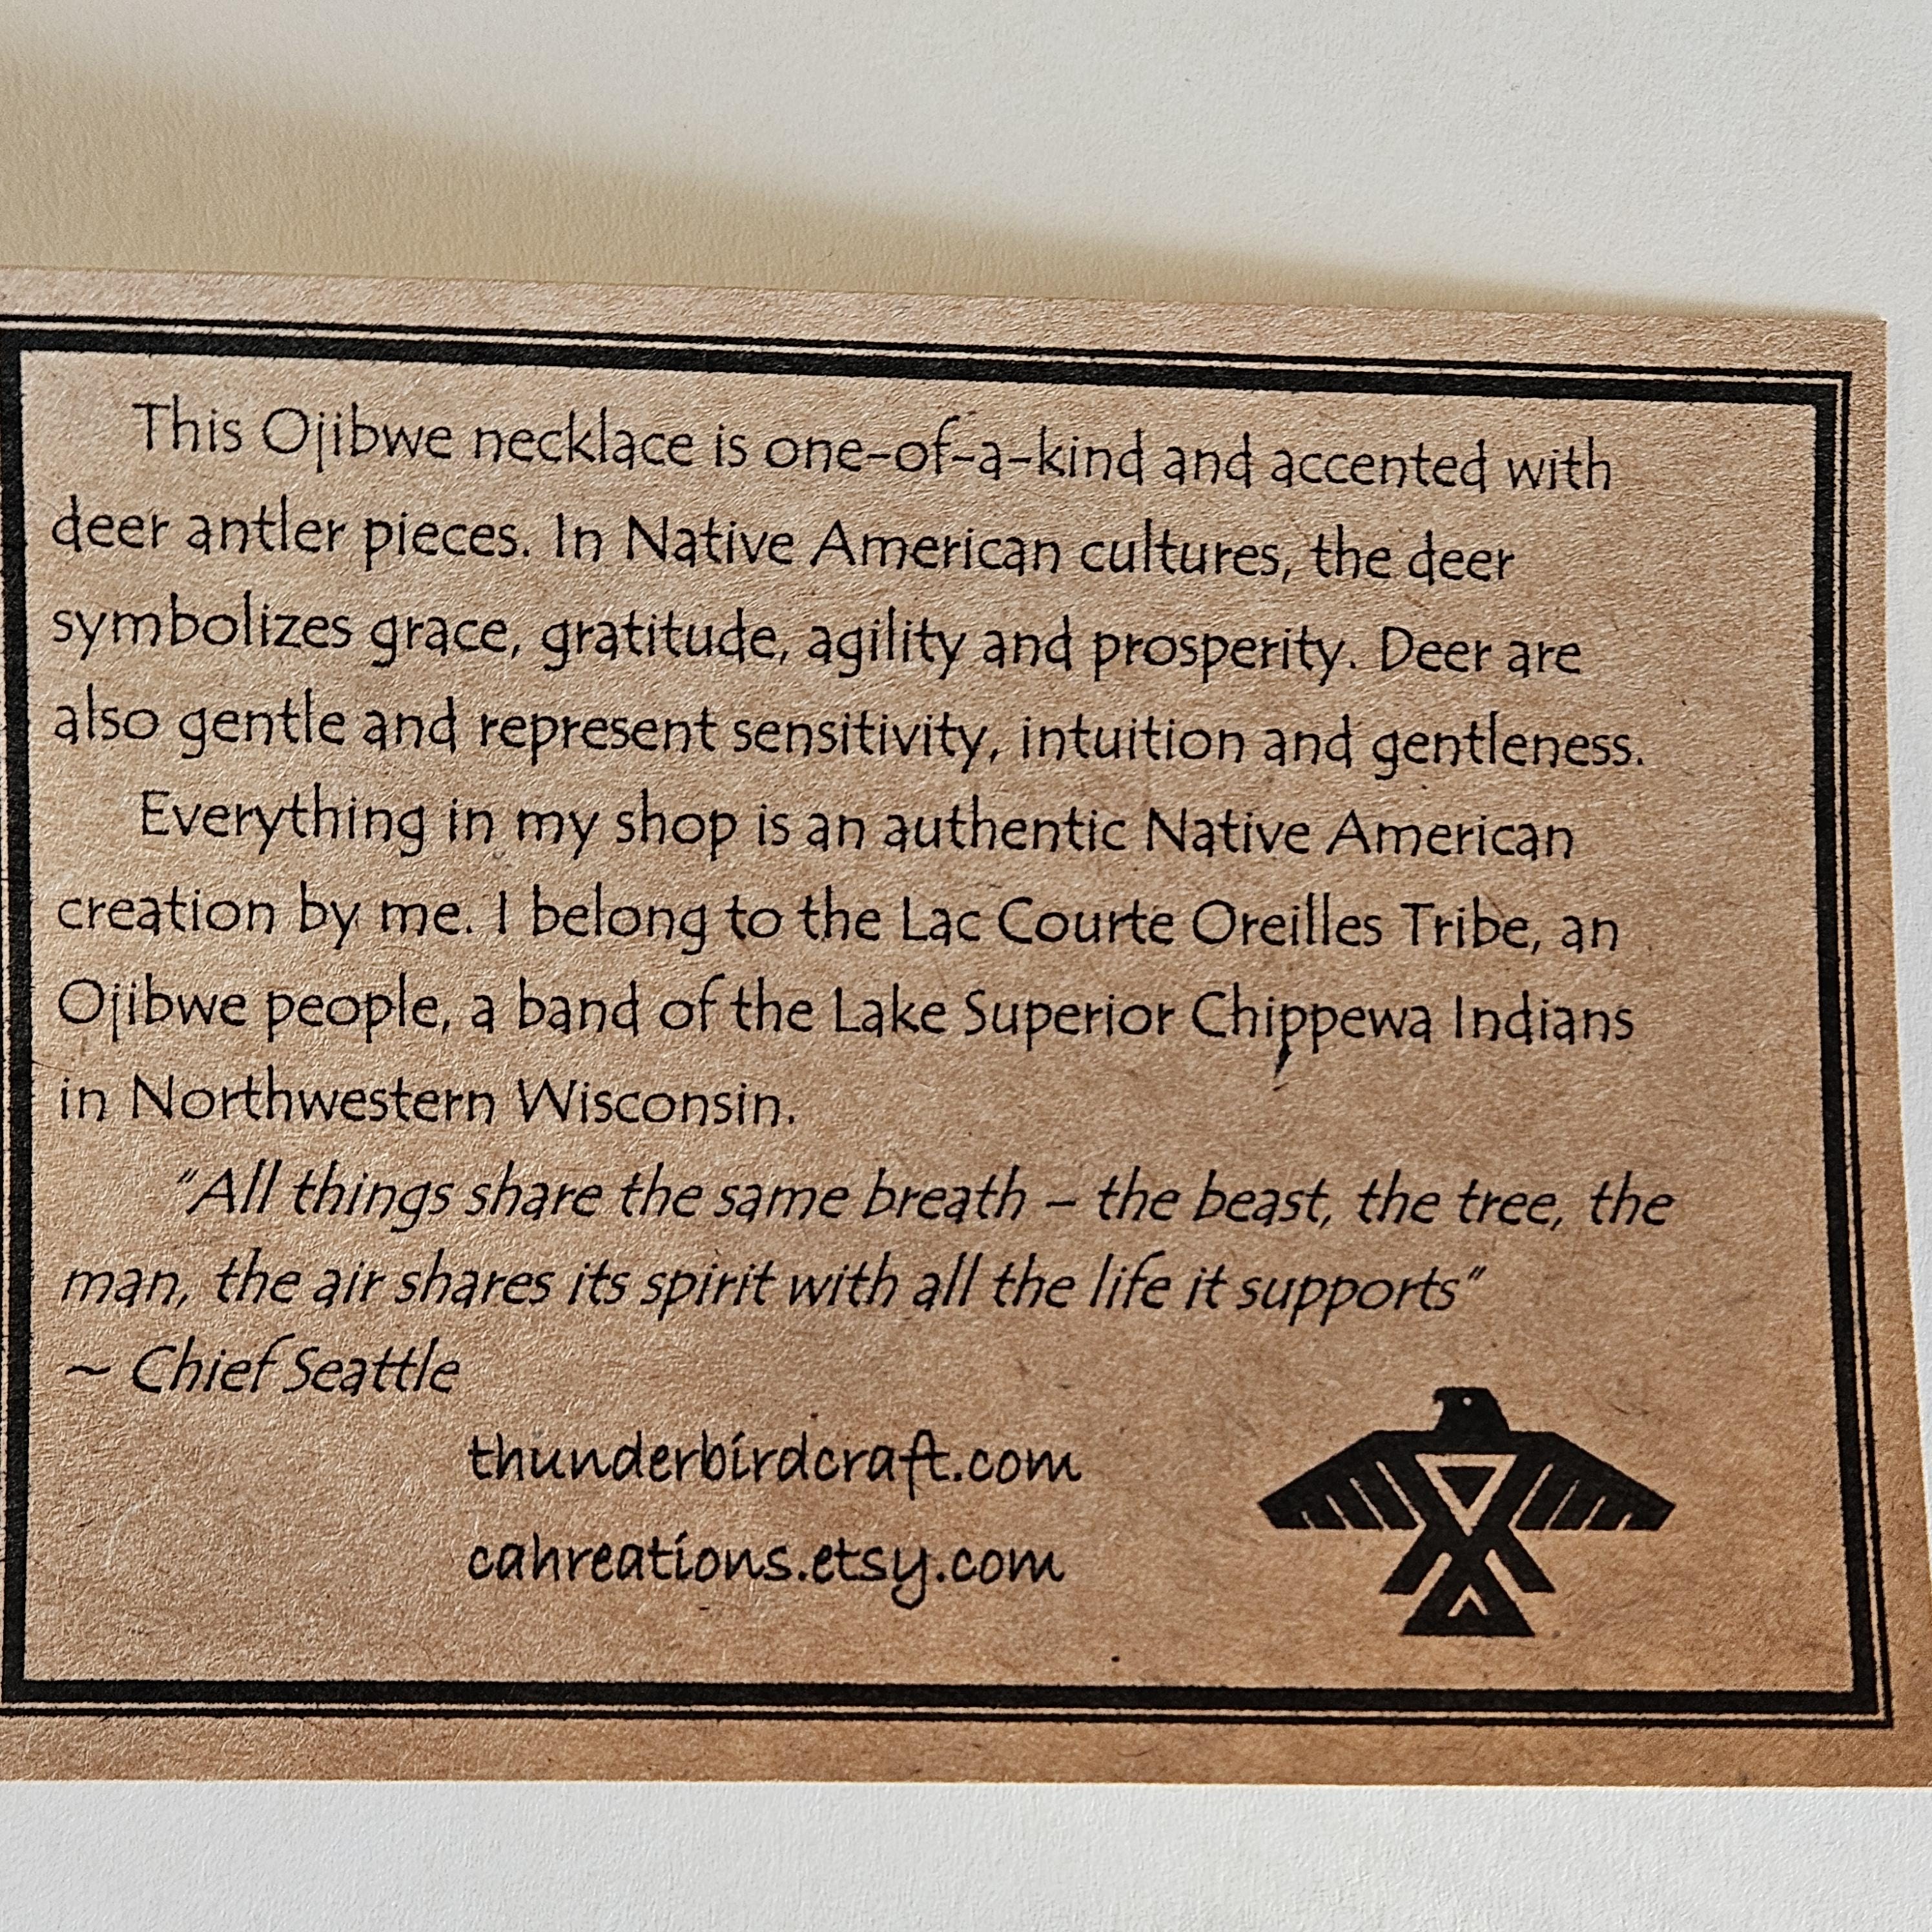 This Ojibwe necklace is one-of-a-kind and accented with
deer antler pieces. In Native American cultures, the deer
symbolizes grace, gratitude, agility and prosperity. Deer are
also gentle and represent sensitivity, intuition and gentleness.
Everything in my shop is an authentic Native American
creation by me. I belong to the Lac Courte Oreilles Tribe, an
Ojibwe people, a band of the Lake Superior Chippewa Indians
in Northwestern Wisconsin.
"All things share the same breath – the beast, the tree, the
man, the air shares its spirit with all the life it supports"
~ Chief Seattle
thunderbirdcraft.com
cahreations.etsy.com